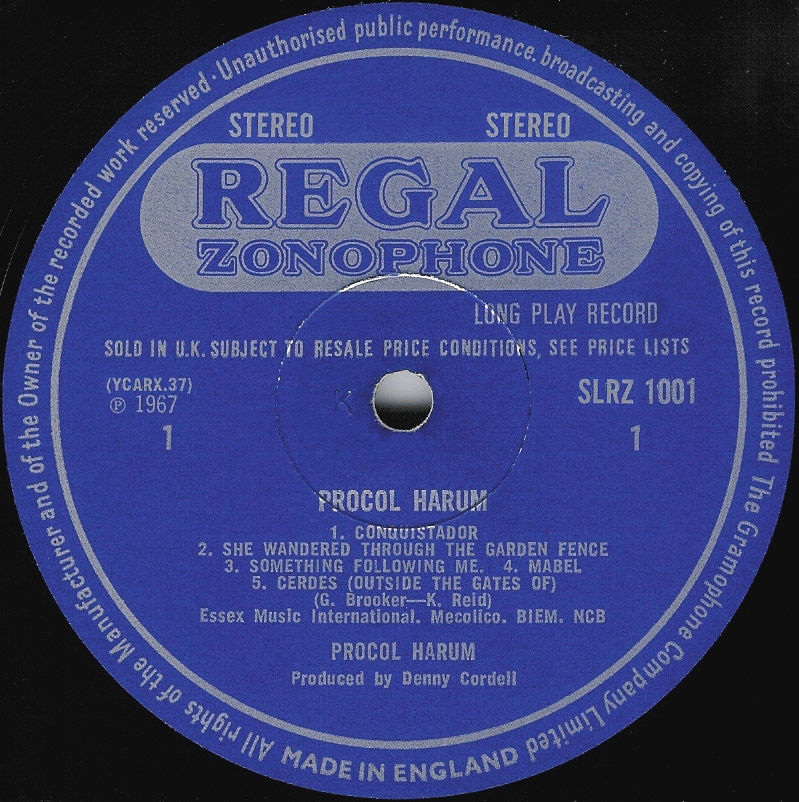 All rights of the Manufacturer and of the Owner of the recorded work reserved · Unauthorised public performance. broadcasting and copying of this record prohibited The Gramophone Company Limited
STEREO STEREO
REGAL
ZONOPHONE
LONG PLAY RECORD
SOLD IN U.K. SUBJECT TO RESALE PRICE CONDITIONS, SEE PRICE LISTS
(YCARX.37) SLRZ 1001
℗ 1967
1 1
K
PROCOL HARUM
1. CONQUISTADOR
2. SHE WANDERED THROUGH THE GARDEN FENCE
3. SOMETHING FOLLOWING ME. 4. MABEL
5. CERDES (OUTSIDE THE GATES OF)
(G. Brooker—K. Reid)
Essex Music International. Mecolico. BIEM. NCB
PROCOL HARUM
Produced by Denny Cordell
MADE IN ENGLAND